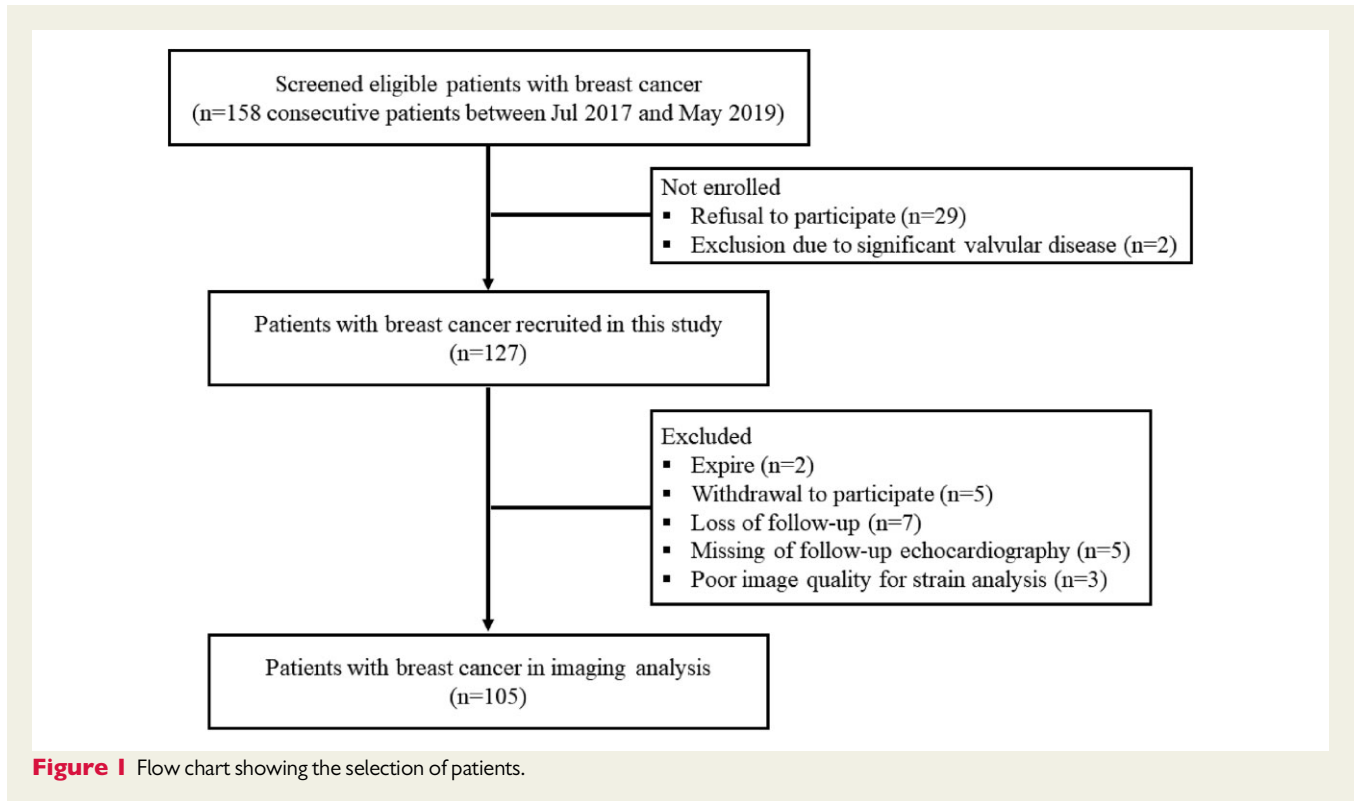 Screened eligible patients with breast cancer
(n=158 consecutive patients between Jul 2017 and May 2019)
Not enrolled
▪ Refusal to participate (n=29)
▪ Exclusion due to significant valvular disease (n=2)
Patients with breast cancer recruited in this study
(n=127)
Excluded
▪ Expire (n=2)
▪ Withdrawal to participate (n=5)
▪ Loss of follow-up (n=7)
▪ Missing of follow-up echocardiography (n=5)
▪ Poor image quality for strain analysis (n=3)
Patients with breast cancer in imaging analysis
(n=105)
Figure 1 Flow chart showing the selection of patients.